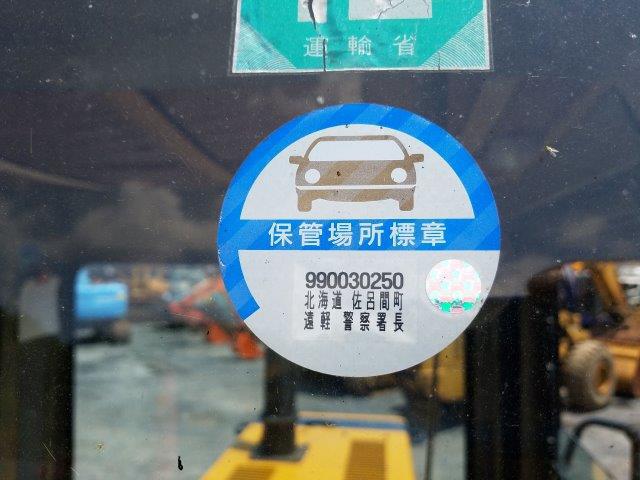 運輸省
保管場所標章
990030250
北海道 佐呂間町
遠軽 警察署長